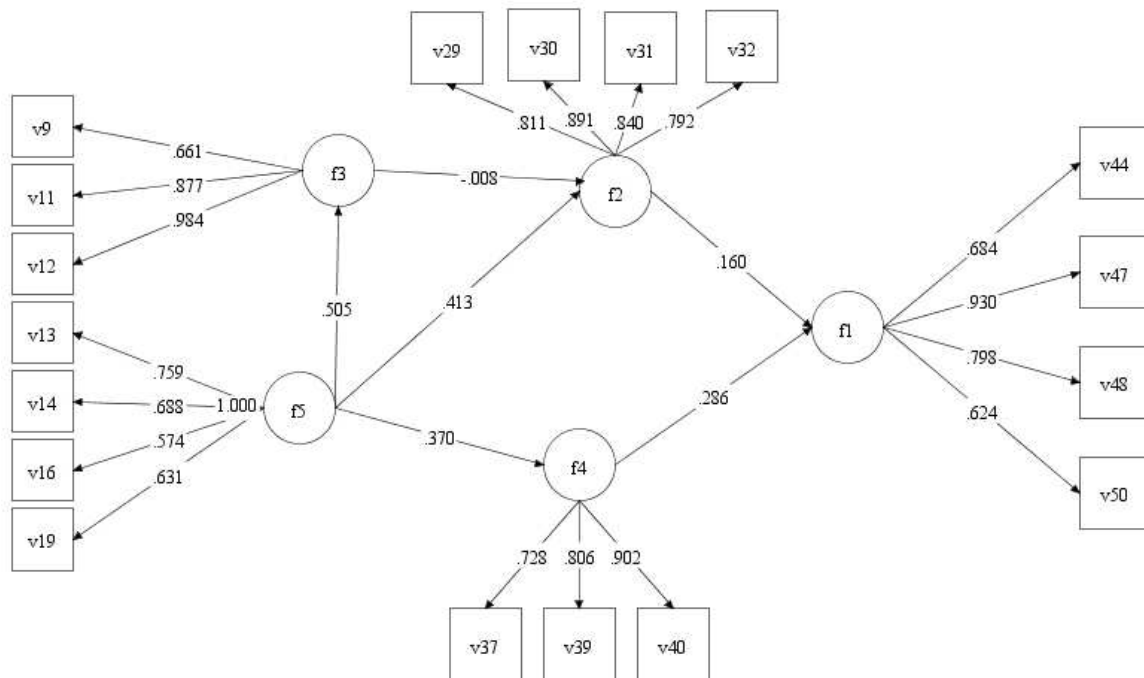 v29
v30
v31
v32
.811
.891
.840
.792
v9
v11
v12
v13
v14
v16
v19
.661
.877
.984
f3
-.008
f2
.505
.413
.160
.759
.688
.574
.631
1.000
f5
.370
f4
.286
f1
.684
.930
.798
.624
v44
v47
v48
v50
.728
.806
.902
v37
v39
v40